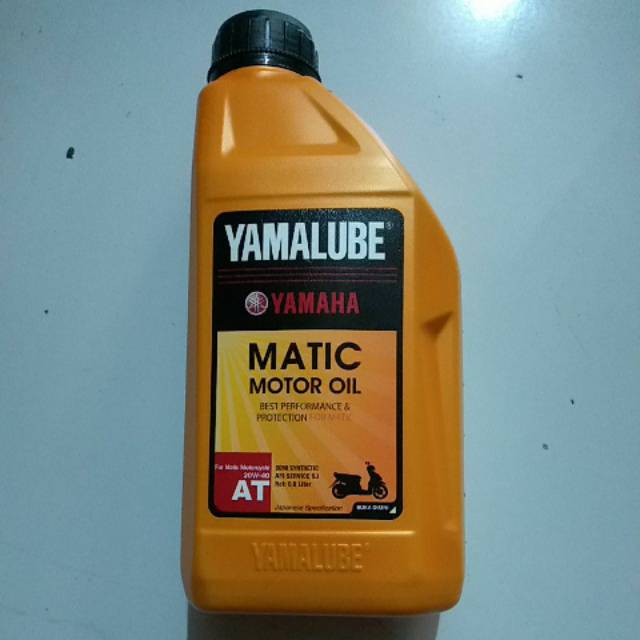 YAMALUBE®
YAMAHA
MATIC
MOTOR OIL
BEST PERFORMANCE &
PROTECTION FOR MATIC
For Matic Motorcycle
20W-40
AT
SEMI SYNTHETIC
API SERVICE SJ
Isi: 0.8 Liter
Japanese Specification
YAMALUBE